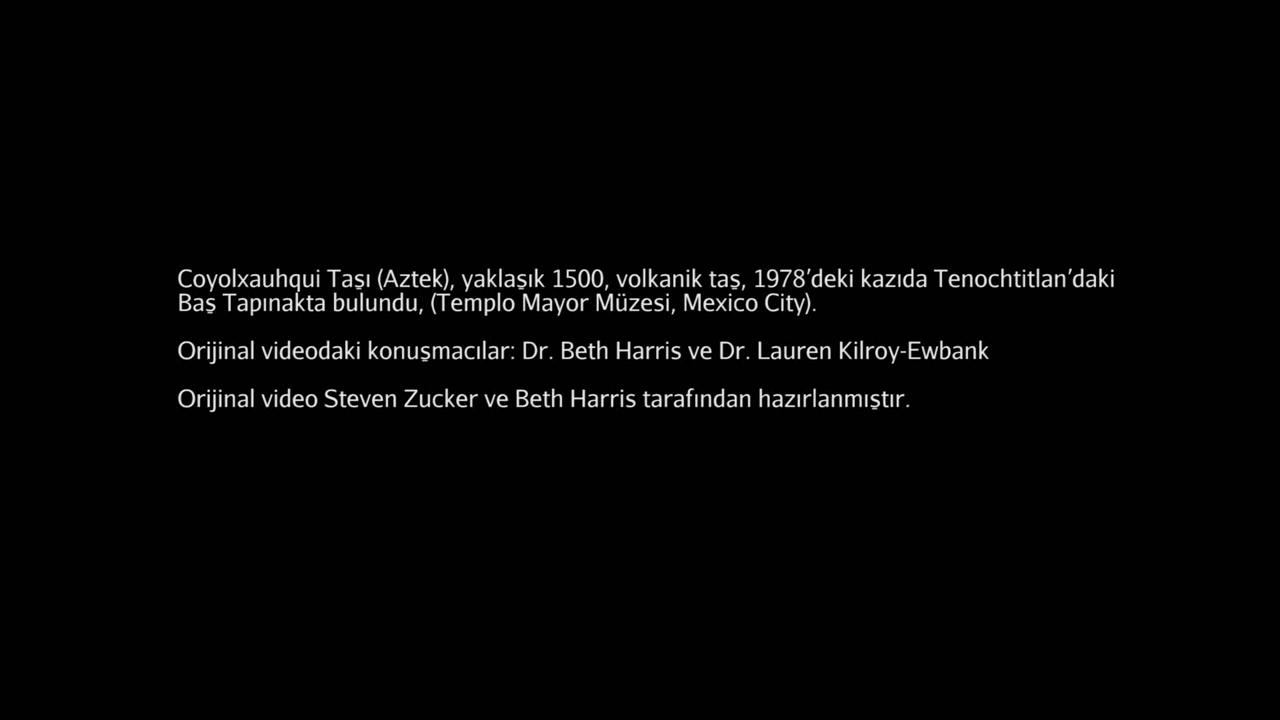 Coyolxauhqui Taşı (Aztek), yaklaşık 1500, volkanik taş, 1978’deki kazıda Tenochtitlan’daki
Baş Tapınakta bulundu, (Templo Mayor Müzesi, Mexico City).
Orijinal videodaki konuşmacılar: Dr. Beth Harris ve Dr. Lauren Kilroy-Ewbank
Orijinal video Steven Zucker ve Beth Harris tarafından hazırlanmıştır.